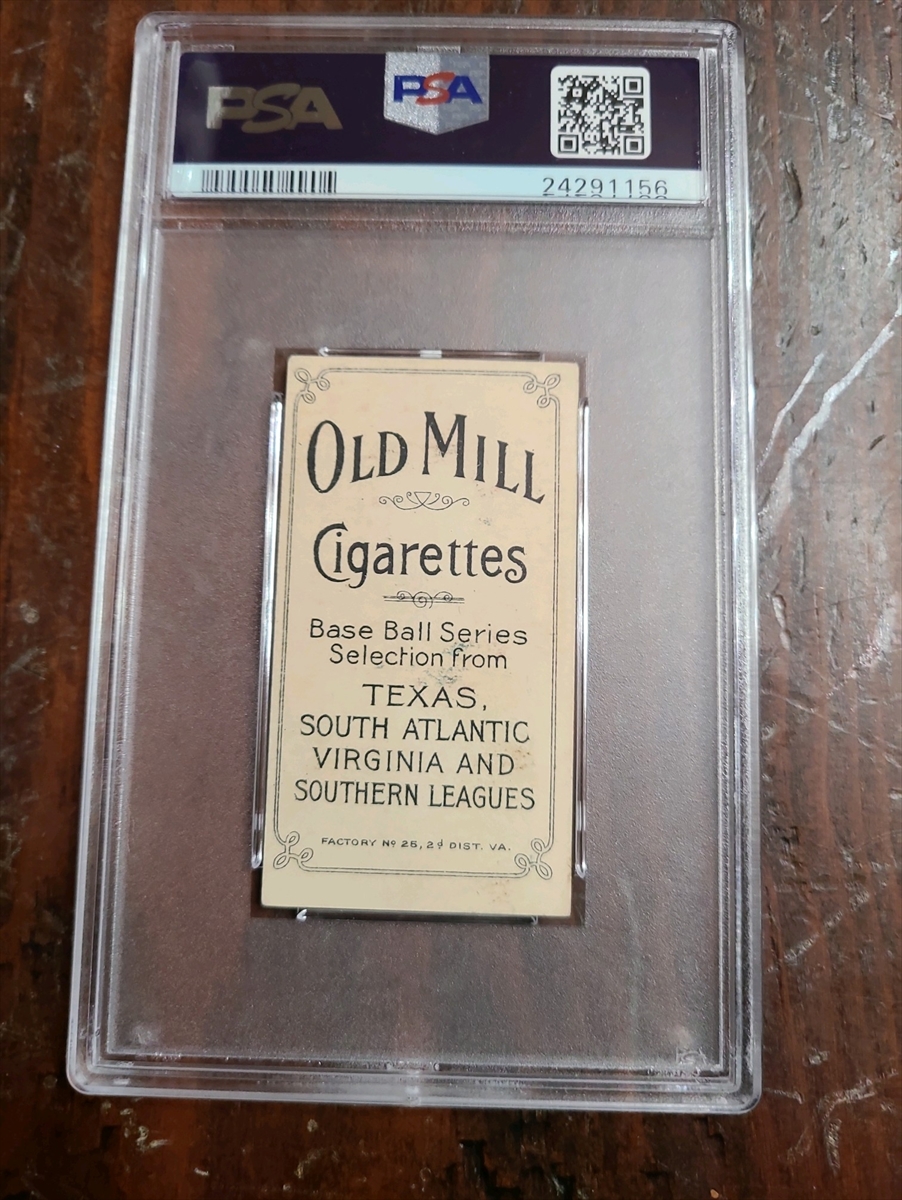 PSA
PSA
24291156
OLD MILL
Cigarettes
Base Ball Series
Selection from
TEXAS,
SOUTH ATLANTIC
VIRGINIA AND
SOUTHERN LEAGUES
FACTORY Nº 25, 2d DIST. VA.